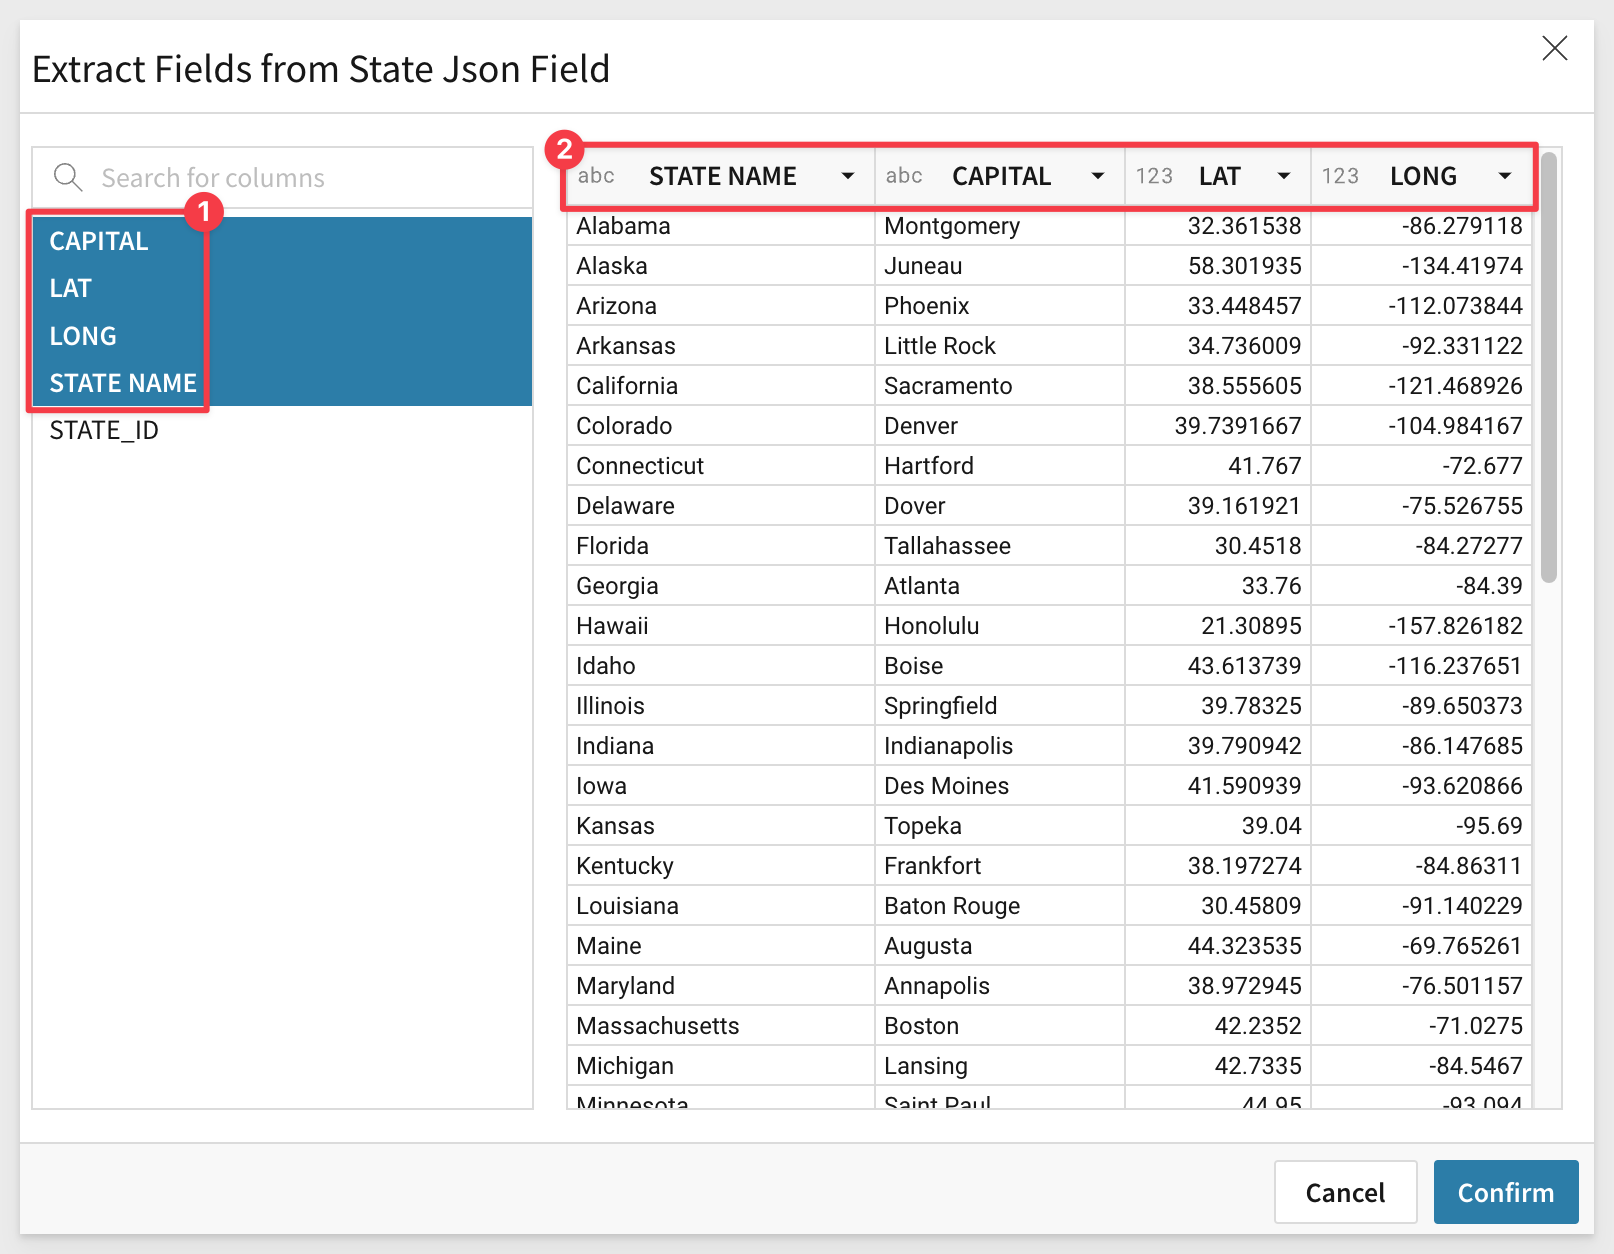 Extract Fields from State Json Field
Search for columns
1
CAPITAL
LAT
LONG
STATE NAME
STATE_ID
2
abc STATE NAME abc CAPITAL 123 LAT 123 LONG
Alabama Montgomery 32.361538 -86.279118
Alaska Juneau 58.301935 -134.41974
Arizona Phoenix 33.448457 -112.073844
Arkansas Little Rock 34.736009 -92.331122
California Sacramento 38.555605 -121.468926
Colorado Denver 39.7391667 -104.984167
Connecticut Hartford 41.767 -72.677
Delaware Dover 39.161921 -75.526755
Florida Tallahassee 30.4518 -84.27277
Georgia Atlanta 33.76 -84.39
Hawaii Honolulu 21.30895 -157.826182
Idaho Boise 43.613739 -116.237651
Illinois Springfield 39.78325 -89.650373
Indiana Indianapolis 39.790942 -86.147685
Iowa Des Moines 41.590939 -93.620866
Kansas Topeka 39.04 -95.69
Kentucky Frankfort 38.197274 -84.86311
Louisiana Baton Rouge 30.45809 -91.140229
Maine Augusta 44.323535 -69.765261
Maryland Annapolis 38.972945 -76.501157
Massachusetts Boston 42.2352 -71.0275
Michigan Lansing 42.7335 -84.5467
Minnesota Saint Paul 44.95 -93.094
Cancel
Confirm